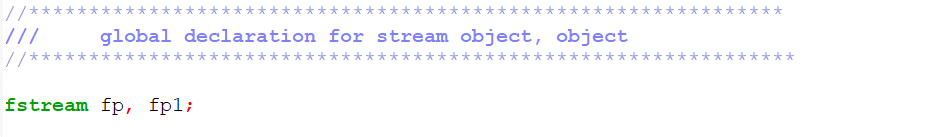 //***************************************************************
///     global declaration for stream object, object
//****************************************************************

fstream fp, fp1;